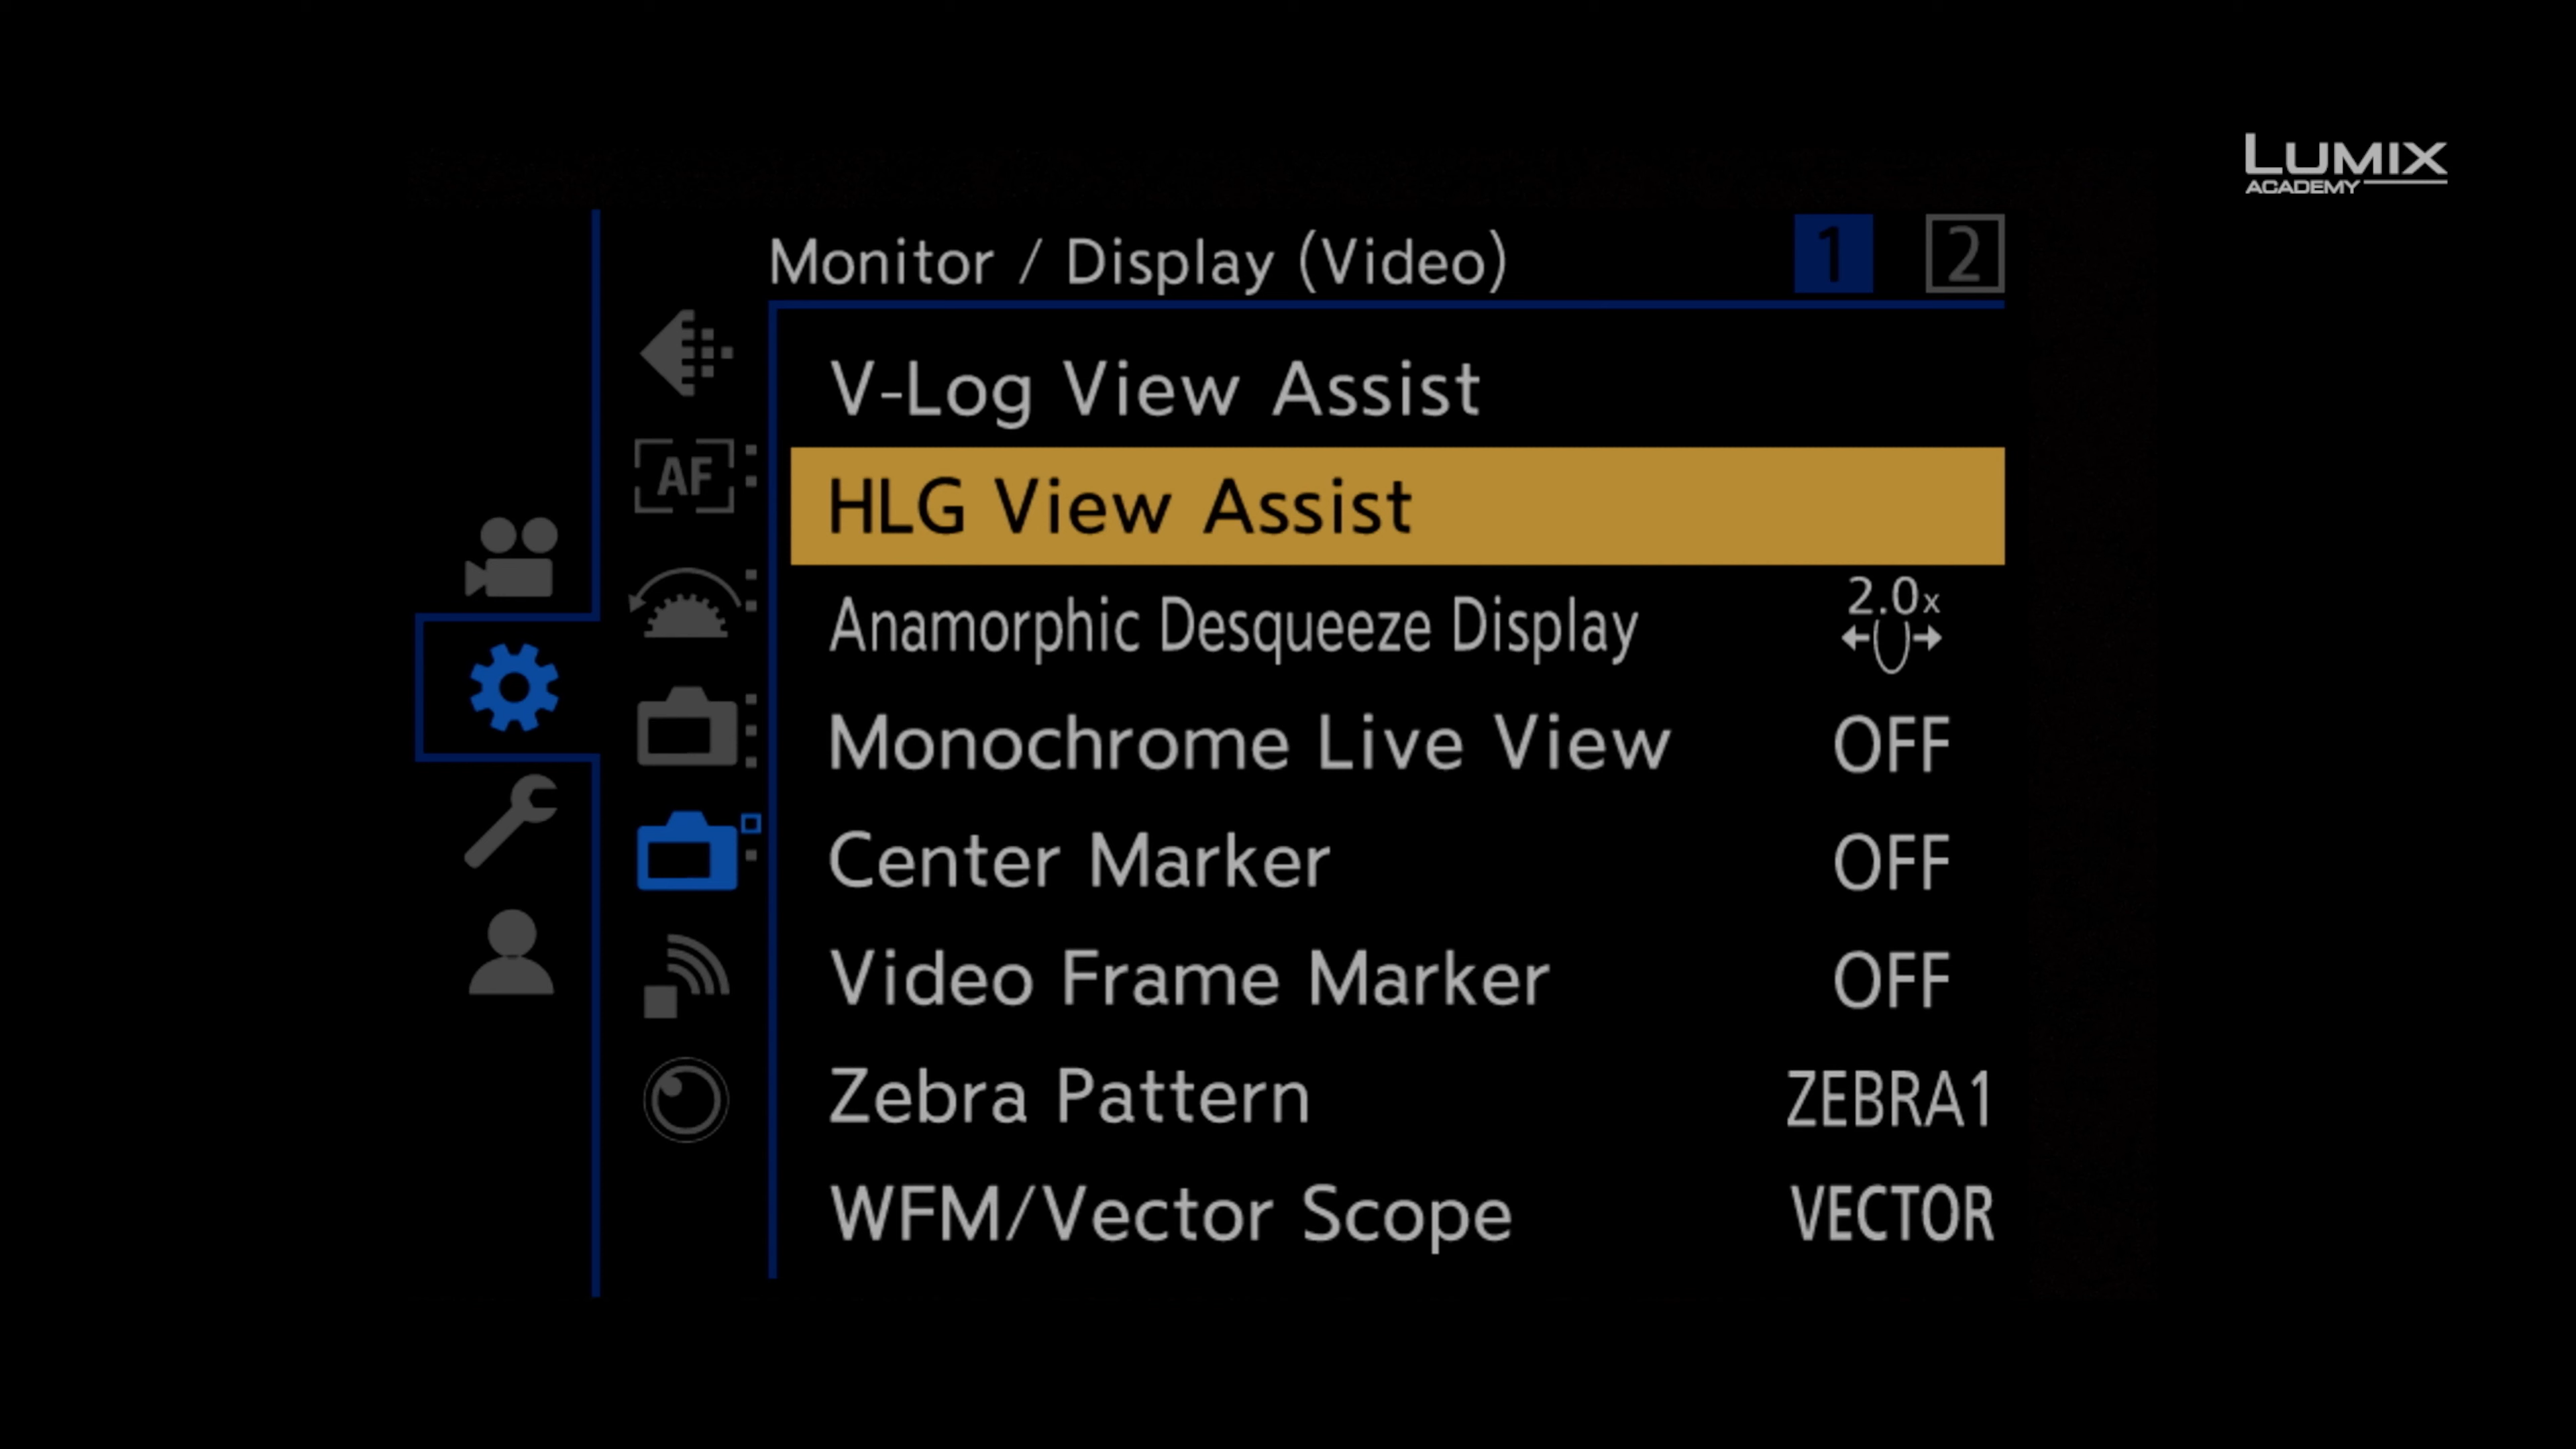 LUMIX
ACADEMY
Monitor / Display (Video)
1 2
AF
V-Log View Assist
HLG View Assist
Anamorphic Desqueeze Display 2.0x
Monochrome Live View OFF
Center Marker OFF
Video Frame Marker OFF
Zebra Pattern ZEBRA1
WFM/Vector Scope VECTOR